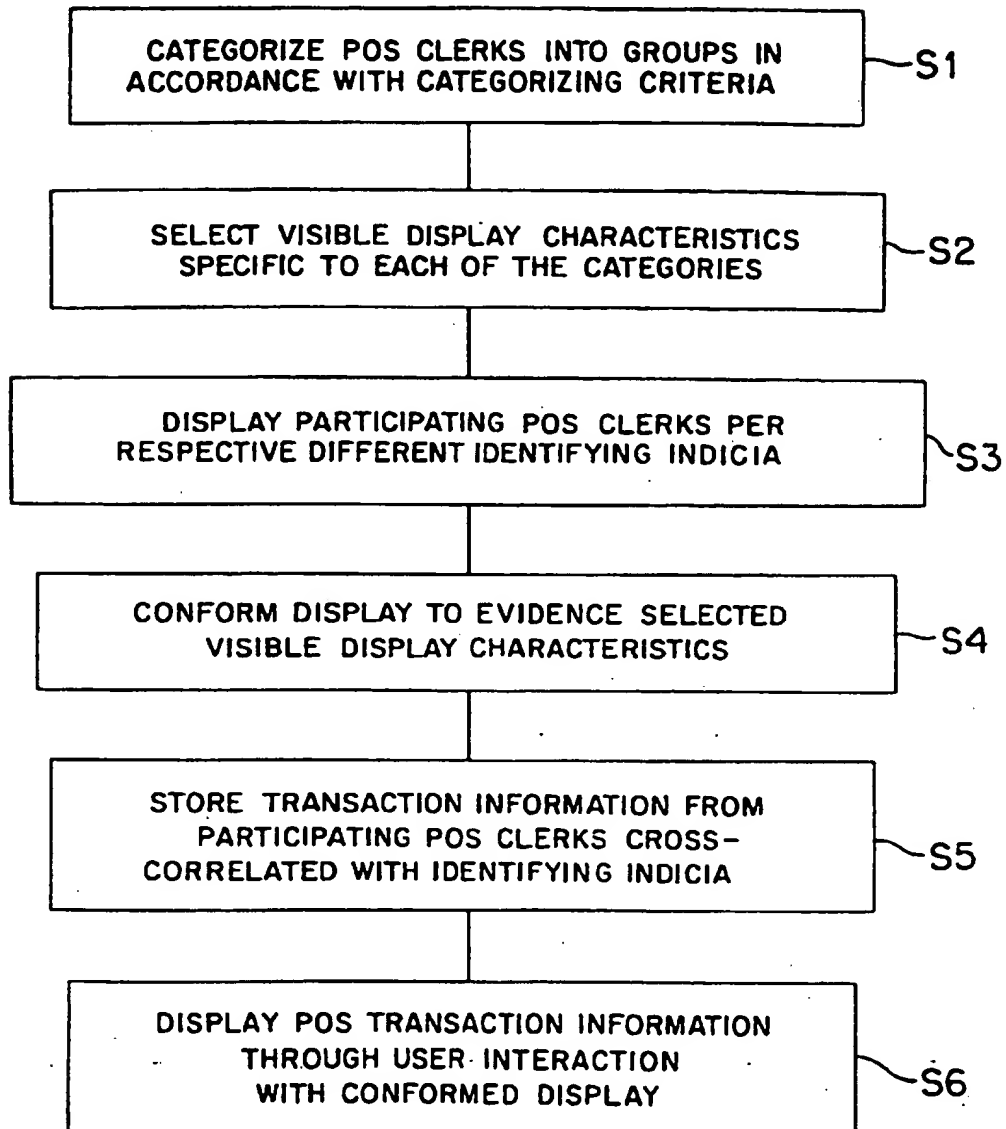 CATEGORIZE POS CLERKS INTO GROUPS IN
ACCORDANCE WITH CATEGORIZING CRITERIA
S1
SELECT VISIBLE DISPLAY CHARACTERISTICS
SPECIFIC TO EACH OF THE CATEGORIES
S2
DISPLAY PARTICIPATING POS CLERKS PER
RESPECTIVE DIFFERENT IDENTIFYING INDICIA
S3
CONFORM DISPLAY TO EVIDENCE SELECTED
VISIBLE DISPLAY CHARACTERISTICS
S4
STORE TRANSACTION INFORMATION FROM
PARTICIPATING POS CLERKS CROSS-
CORRELATED WITH IDENTIFYING INDICIA
S5
DISPLAY POS TRANSACTION INFORMATION
THROUGH USER INTERACTION
WITH CONFORMED DISPLAY
S6